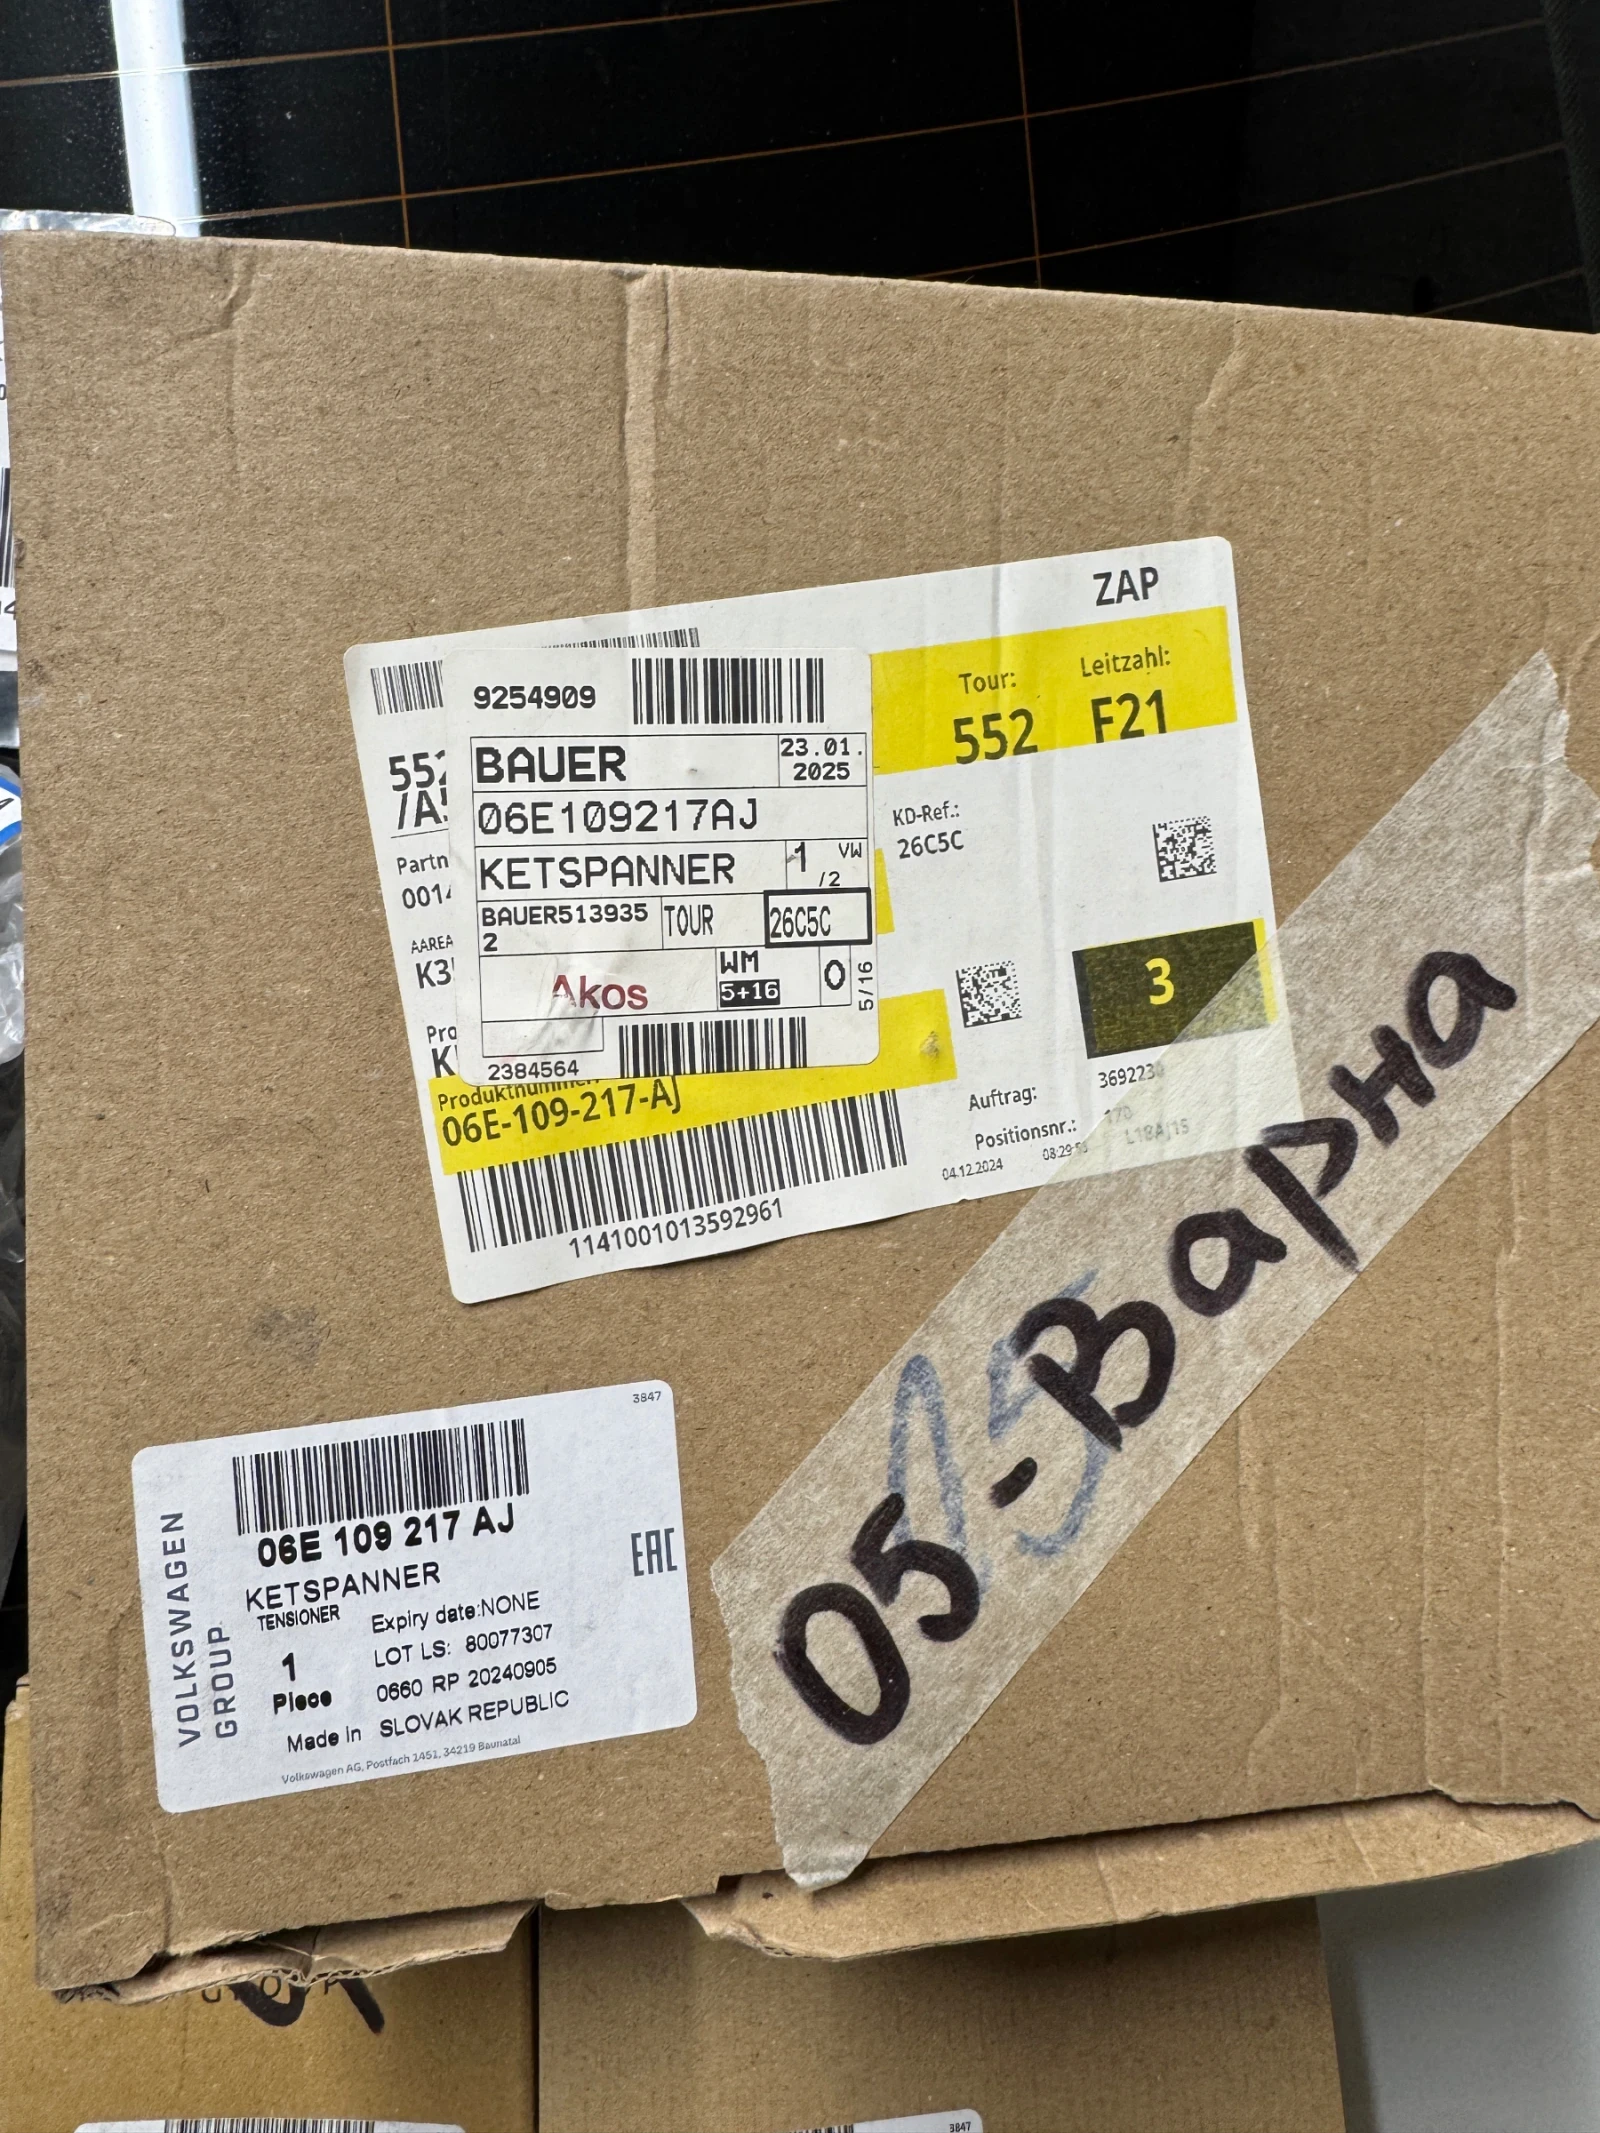 ZAP
Tour:
Leitzahl:
552
F21
KD-Ref.:
26C5C
3
Auftrag:
Positionsnr.:
04.12.2024
9254909
BAUER
23.01.
2025
06E109217AJ
KETSPANNER
1
/2
VW
BAUER513935
2
TOUR
26C5C
Akos
WM
5+16
0
5/16
2384564
Partn
AAREA
Produktnummer:
06E-109-217-AJ
1141001013592961
05-Варна
3847
06E 109 217 AJ
KETSPANNER
TENSIONER
1
Piece
Expiry date:NONE
LOT LS: 80077307
0660 RP 20240905
Made in SLOVAK REPUBLIC
Volkswagen AG, Postfach 1451, 34219 Baunatal
VOLKSWAGEN
GROUP
EAC
3847